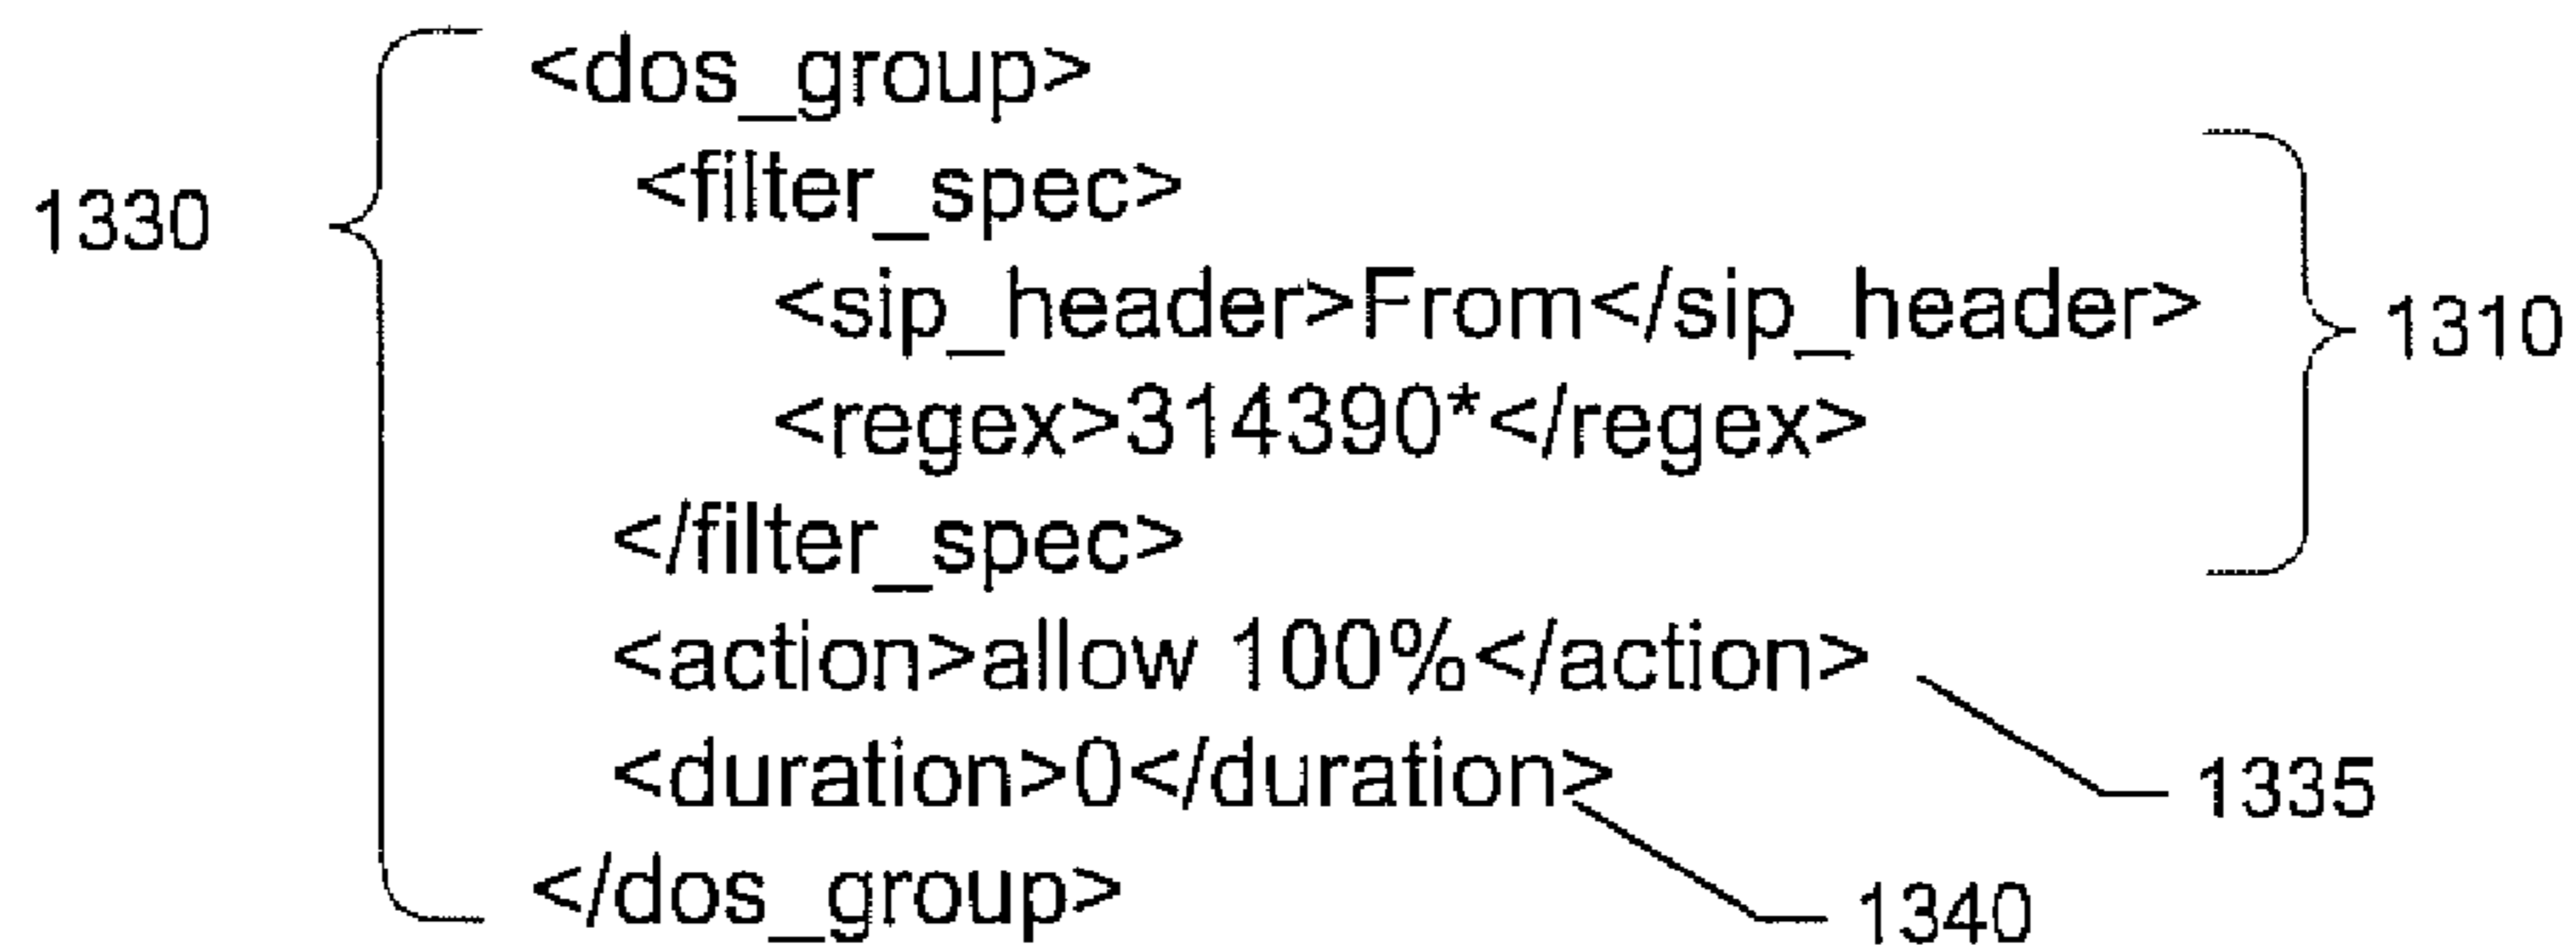 <dos_group>
<filter_spec>
1330
<sip_header>From</sip_header>
1310
<regex>314390*</regex>
</filter_spec>
<action>allow 100%</action>
<duration>0</duration>
1335
</dos_group>
1340